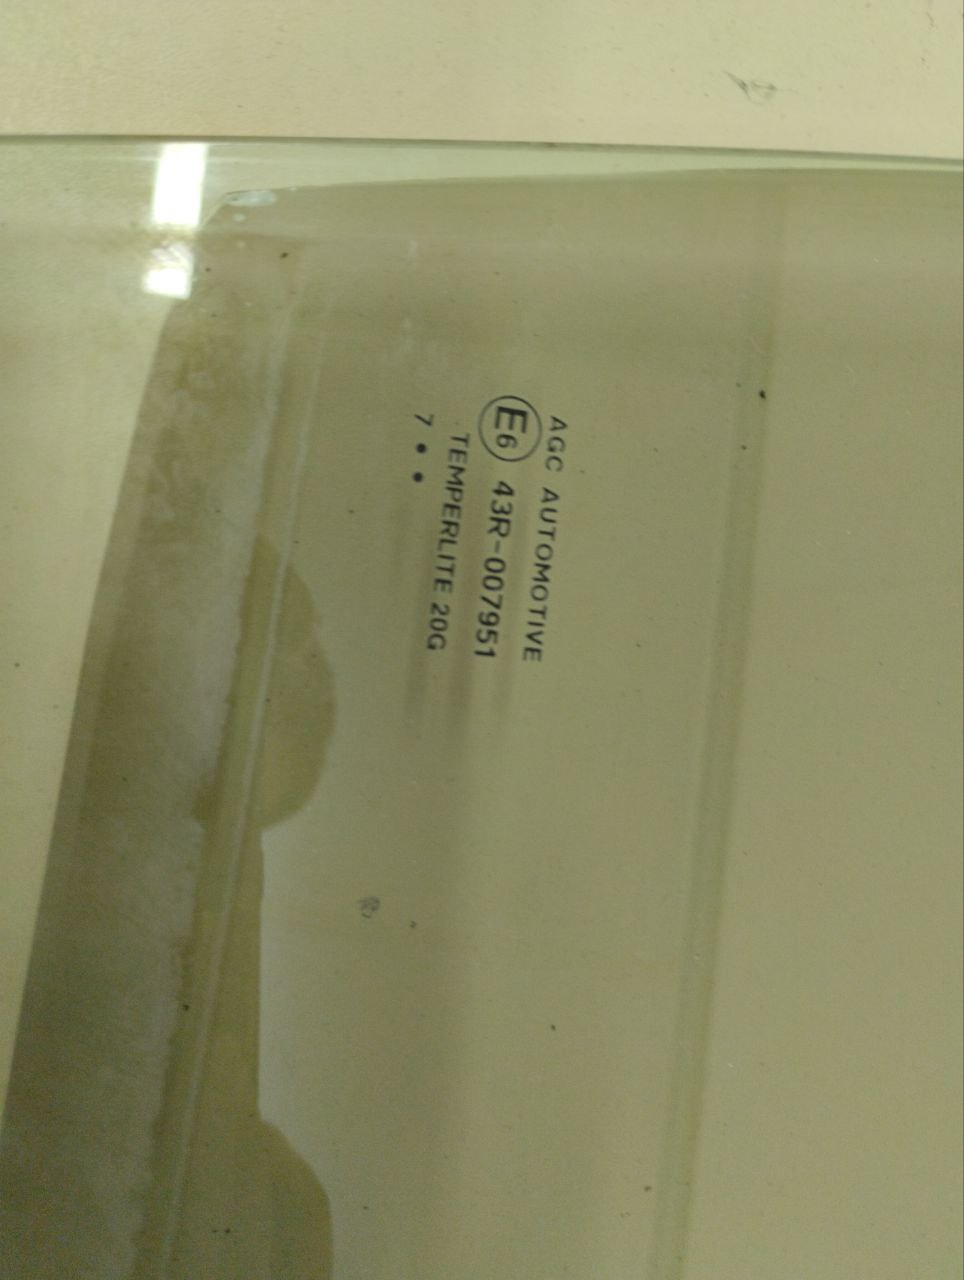 AGC AUTOMOTIVE
E6 43R-007951
TEMPERLITE 20G
7 • •